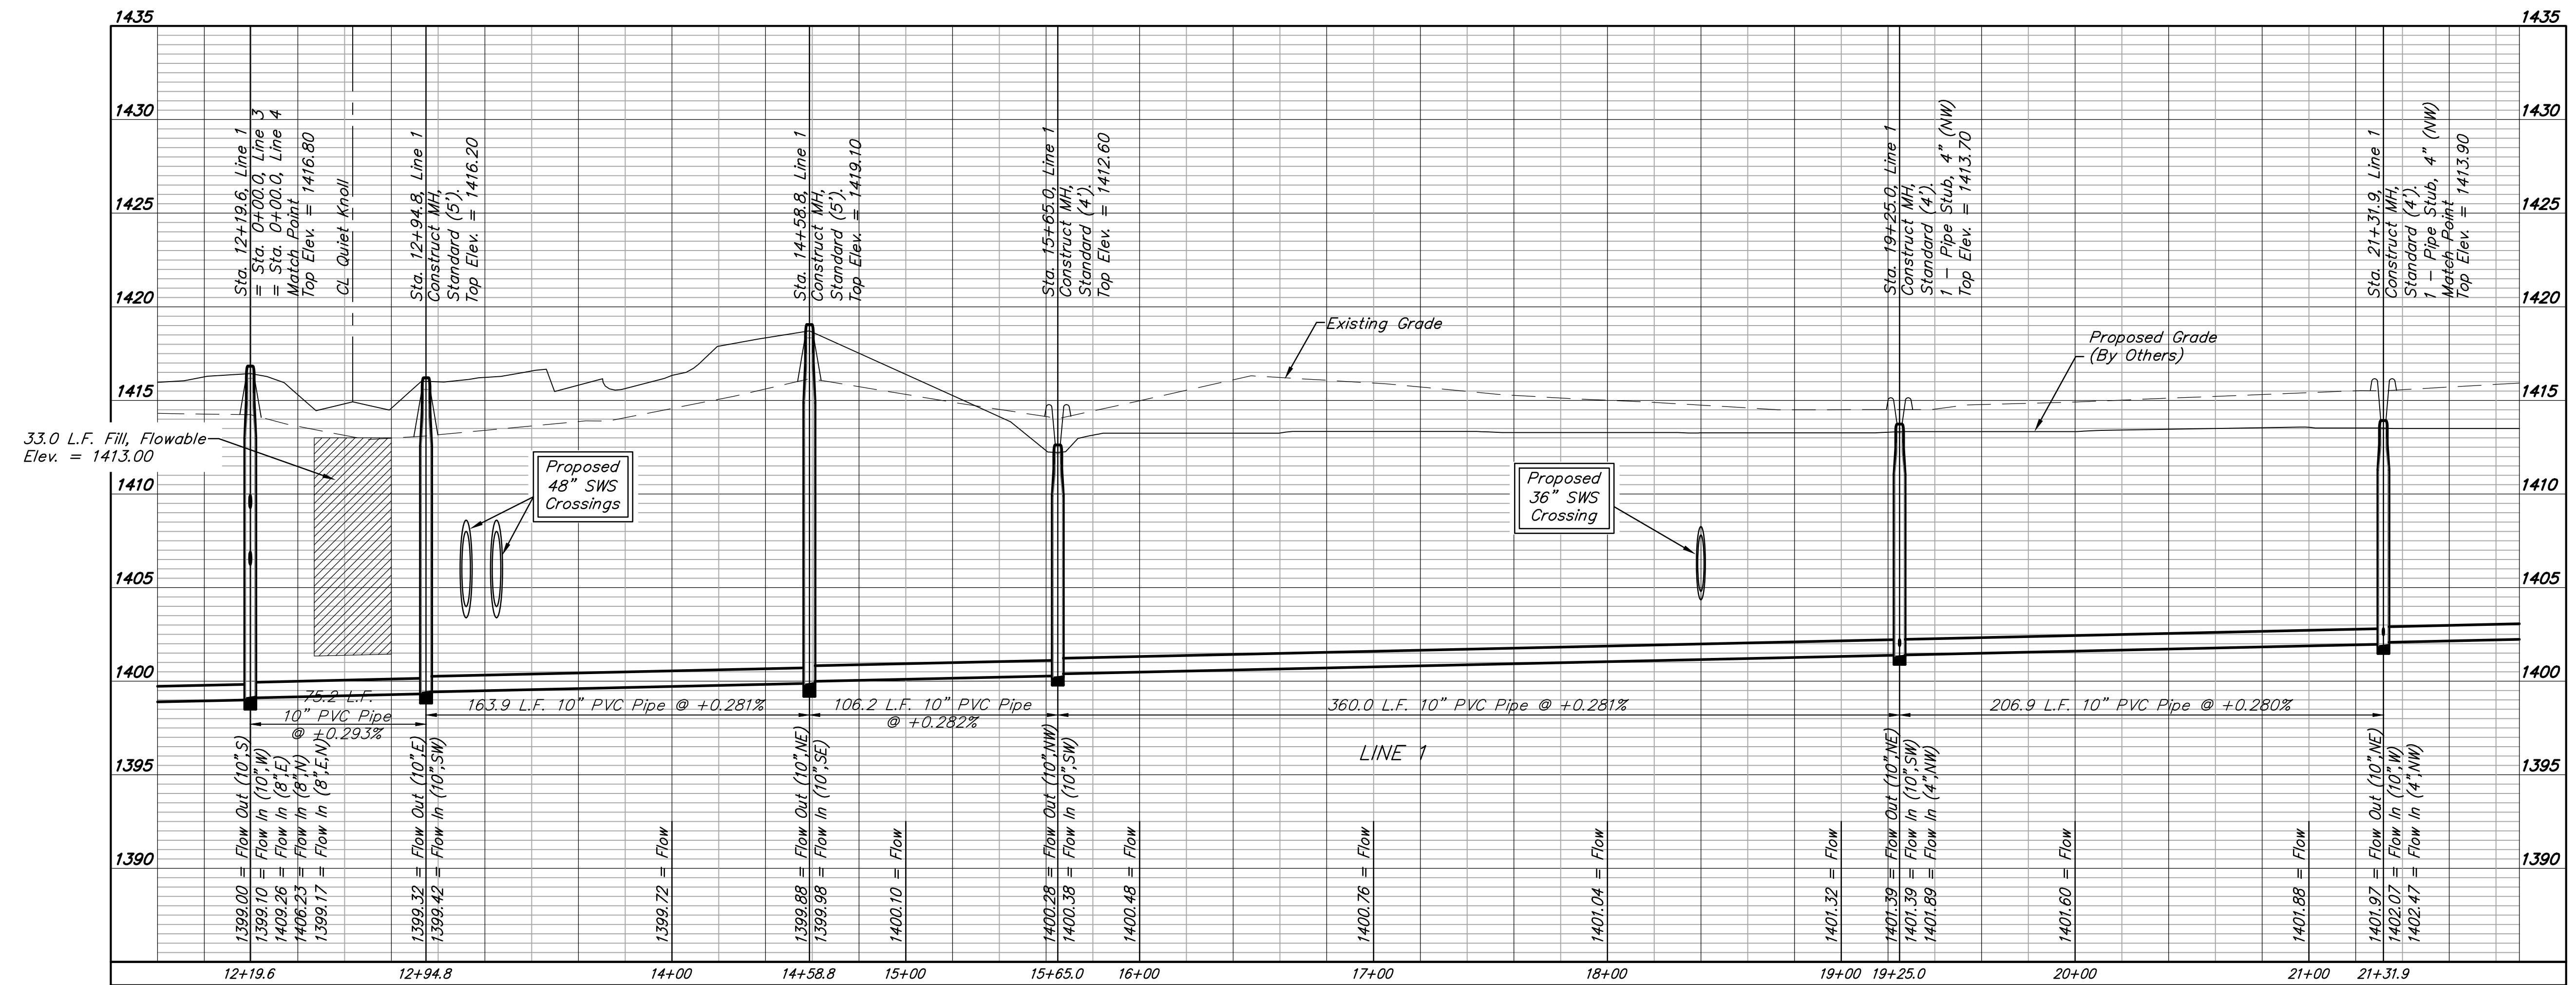 1435
1435
1430
1430
1425
1425
1420
1420
1415
1415
1410
1410
1405
1405
1400
1400
1395
1395
1390
1390
Sta. 12+19.6, Line 1
= Sta. 0+00.0, Line 3
= Sta. 0+00.0, Line 4
Match Point
Top Elev. = 1416.80
CL Quiet Knoll
Sta. 12+94.8, Line 1
Construct MH,
Standard (5').
Top Elev. = 1416.20
Sta. 14+58.8, Line 1
Construct MH,
Standard (5').
Top Elev. = 1419.10
Sta. 15+65.0, Line 1
Construct MH,
Standard (4').
Top Elev. = 1412.60
Sta. 19+25.0, Line 1
Construct MH,
Standard (4').
1 - Pipe Stub, 4" (NW)
Top Elev. = 1413.70
Sta. 21+31.9, Line 1
Construct MH,
Standard (4').
1 - Pipe Stub, 4" (NW)
Match Point
Top Elev. = 1413.90
Existing Grade
Proposed Grade
(By Others)
33.0 L.F. Fill, Flowable
Elev. = 1413.00
Proposed
48" SWS
Crossings
Proposed
36" SWS
Crossing
75.2 L.F.
10" PVC Pipe
@ +0.293%
163.9 L.F. 10" PVC Pipe @ +0.281%
106.2 L.F. 10" PVC Pipe
@ +0.282%
360.0 L.F. 10" PVC Pipe @ +0.281%
206.9 L.F. 10" PVC Pipe @ +0.280%
LINE 1
1399.00 = Flow Out (10",S)
1399.10 = Flow In (10",W)
1409.26 = Flow In (8",E)
1406.23 = Flow In (8",N)
1399.17 = Flow In (8",E,N)
1399.32 = Flow Out (10",E)
1399.42 = Flow In (10",SW)
1399.72 = Flow
1399.88 = Flow Out (10",NE)
1399.98 = Flow In (10",SE)
1400.10 = Flow
1400.28 = Flow Out (10",NW)
1400.38 = Flow In (10",SW)
1400.48 = Flow
1400.76 = Flow
1401.04 = Flow
1401.32 = Flow
1401.39 = Flow Out (10",NE)
1401.39 = Flow In (10",SW)
1401.89 = Flow In (4",NW)
1401.60 = Flow
1401.88 = Flow
1401.97 = Flow Out (10",NE)
1402.07 = Flow In (10",W)
1402.47 = Flow In (4",NW)
12+19.6
12+94.8
14+00
14+58.8
15+00
15+65.0
16+00
17+00
18+00
19+00
19+25.0
20+00
21+00
21+31.9